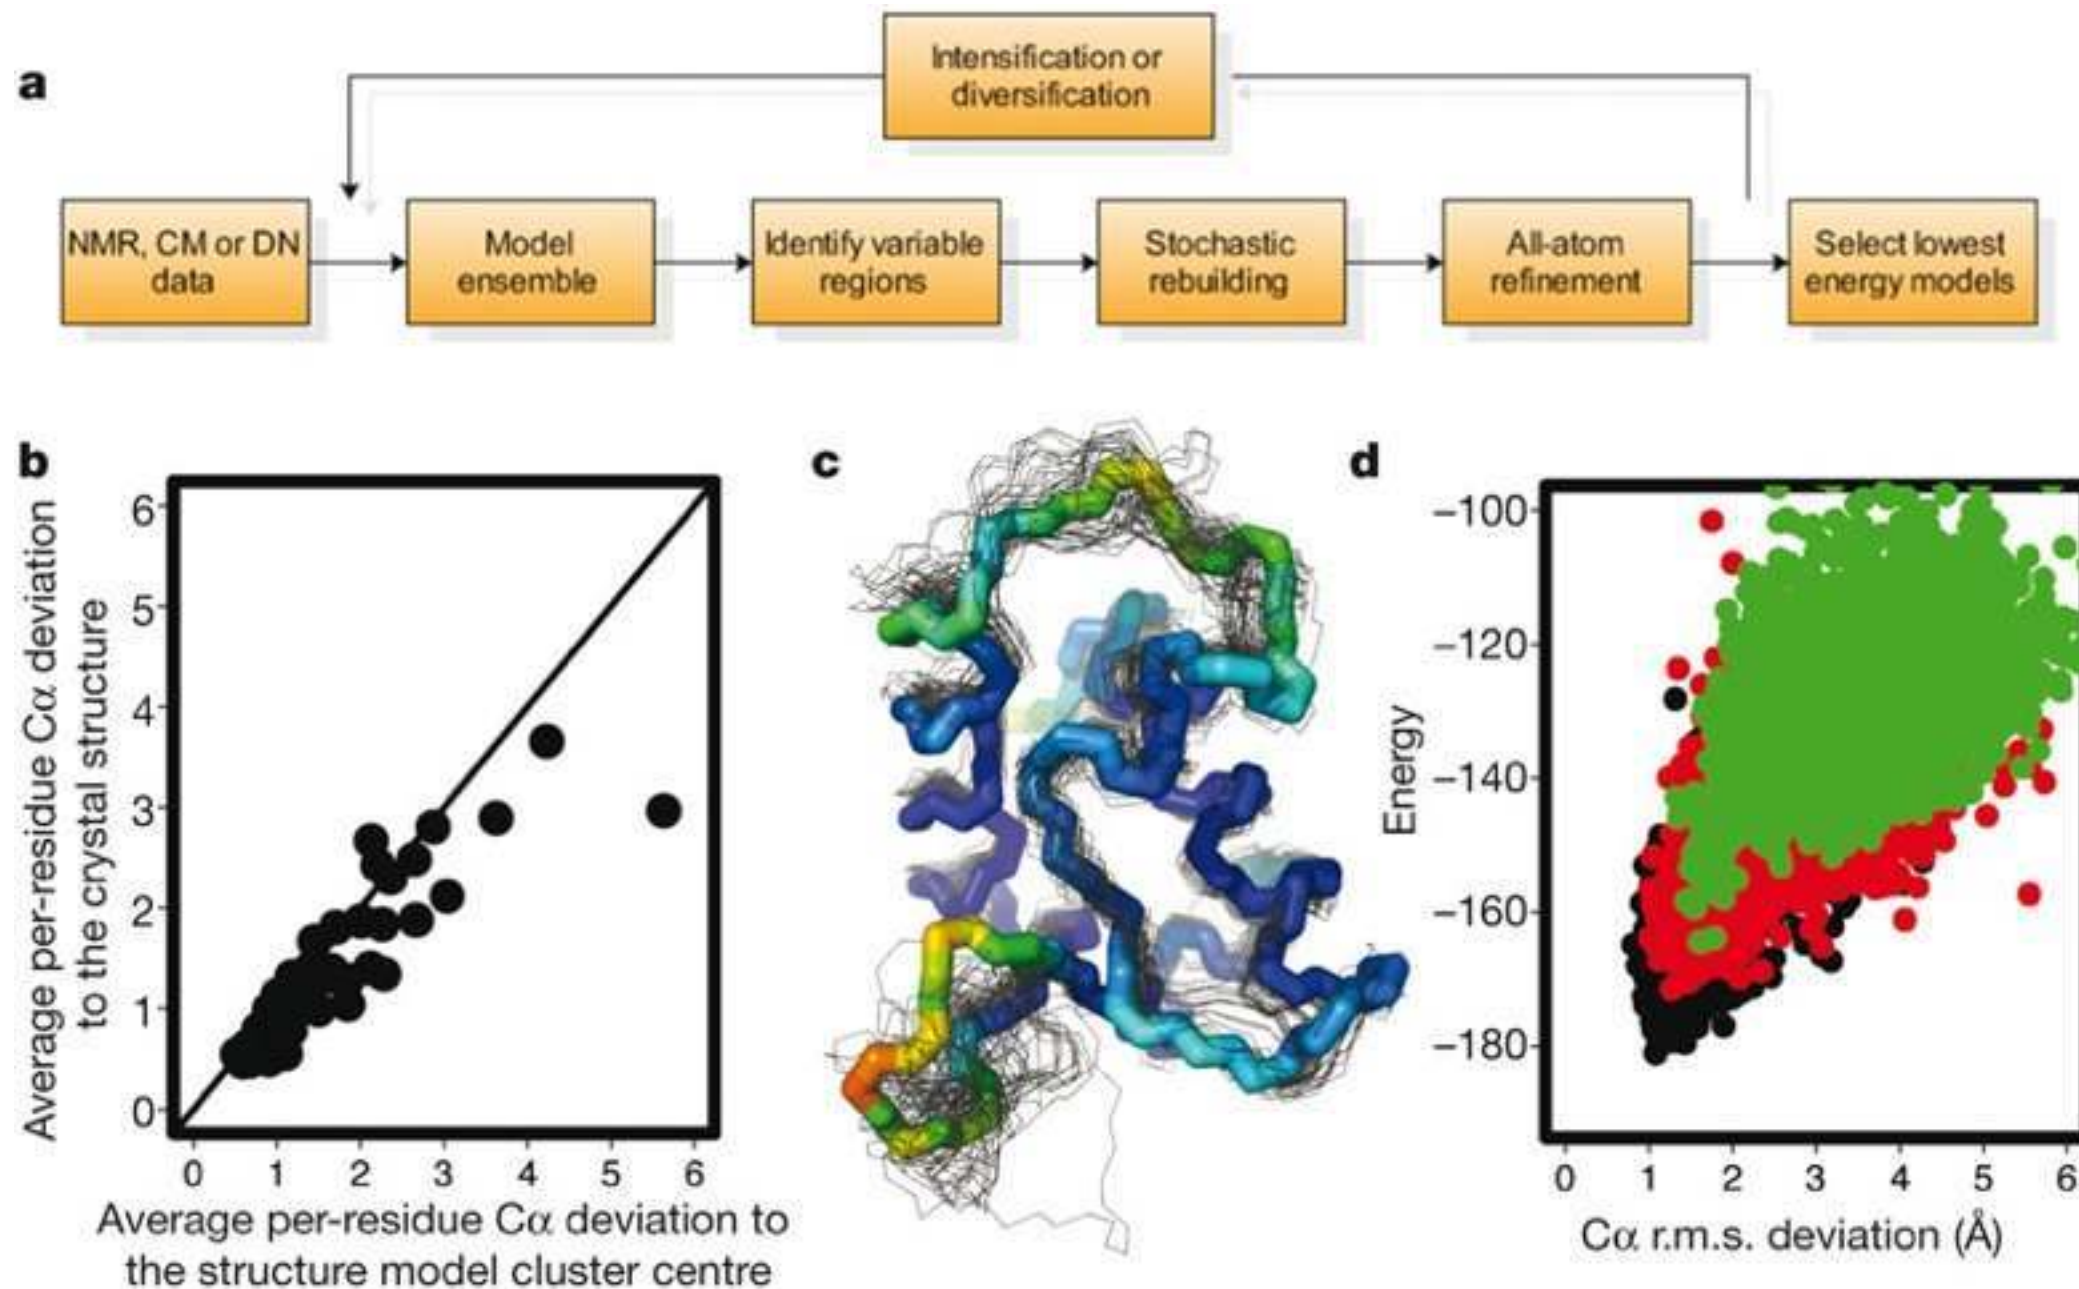 a
Intensification or
diversification
NMR, CM or DN
data
Model
ensemble
Identify variable
regions
Stochastic
rebuilding
All-atom
refinement
Select lowest
energy models
b
Average per-residue Cα deviation
to the crystal structure
6
5
4
3
2
1
0
0 1 2 3 4 5 6
Average per-residue Cα deviation to
the structure model cluster centre
c
d
Energy
−100
−120
−140
−160
−180
0 1 2 3 4 5 6
Cα r.m.s. deviation (Å)